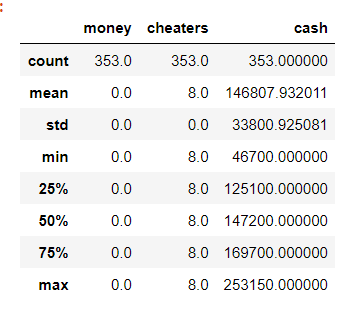 :
money cheaters cash
count 353.0 353.0 353.000000
mean 0.0 8.0 146807.932011
std 0.0 0.0 33800.925081
min 0.0 8.0 46700.000000
25% 0.0 8.0 125100.000000
50% 0.0 8.0 147200.000000
75% 0.0 8.0 169700.000000
max 0.0 8.0 253150.000000